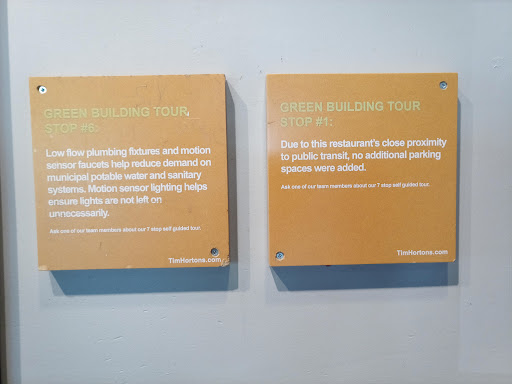 GREEN BUILDING TOUR
STOP #6:
Low flow plumbing fixtures and motion
sensor faucets help reduce demand on
municipal potable water and sanitary
systems. Motion sensor lighting helps
ensure lights are not left on
unnecessarily.
Ask one of our team members about our 7 stop self guided tour.
TimHortons.com
GREEN BUILDING TOUR
STOP #1:
Due to this restaurant's close proximity
to public transit, no additional parking
spaces were added.
Ask one of our team members about our 7 stop self guided tour.
TimHortons.com